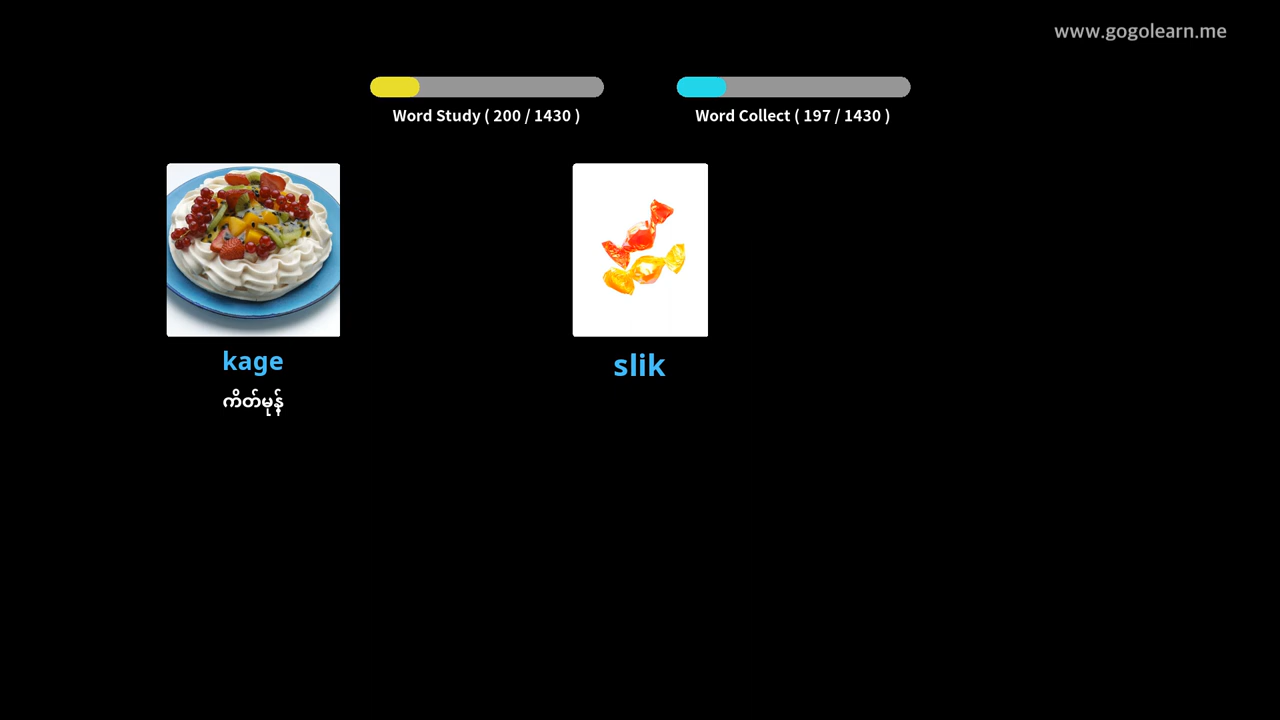 www.gogolearn.me
Word Study ( 200 / 1430 )
Word Collect ( 197 / 1430 )
kage
ကိတ်မုန့်
slik